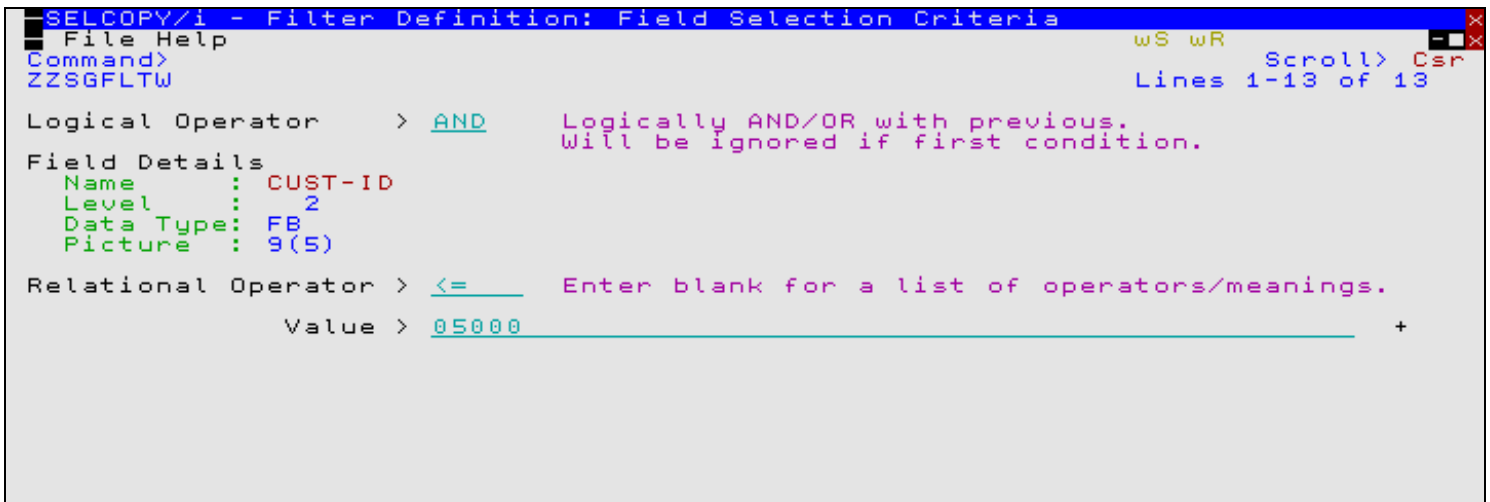 SELCOPY/i - Filter Definition: Field Selection Criteria x
File Help wS wR - x
Command> Scroll> Csr
ZZSGFLTW Lines 1-13 of 13
Logical Operator > AND Logically AND/OR with previous.
Will be ignored if first condition.
Field Details
Name : CUST-ID
Level : 2
Data Type: FB
Picture : 9(5)
Relational Operator > <= Enter blank for a list of operators/meanings.
Value > 05000 +